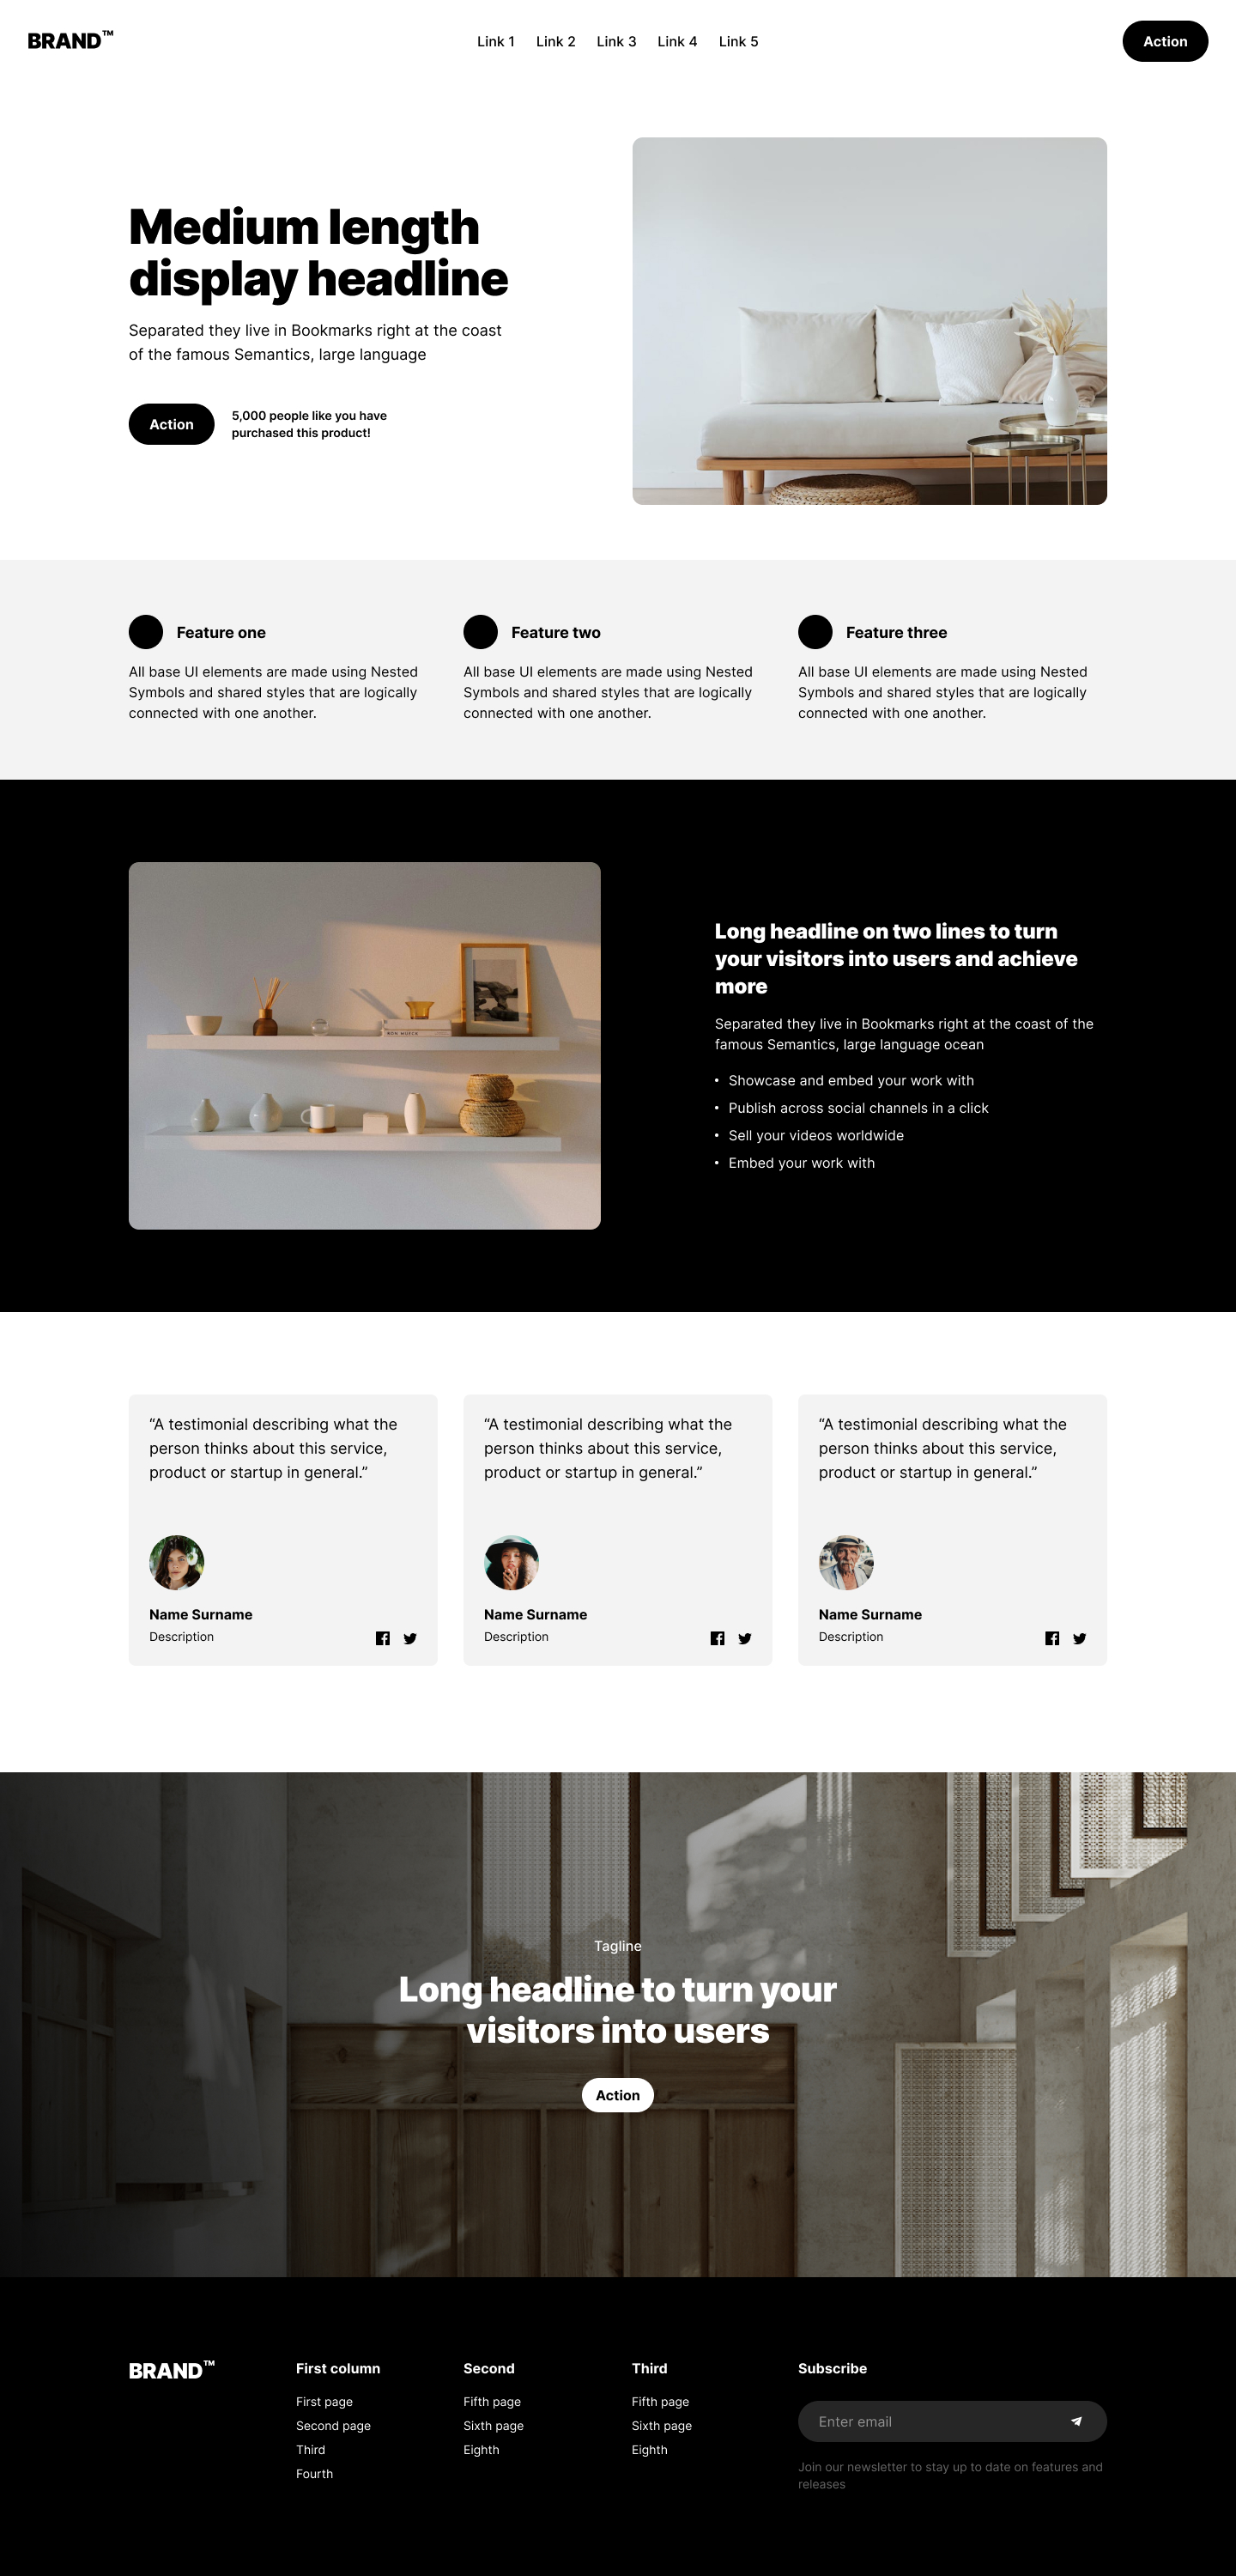 BRAND™
Link 1 Link 2 Link 3 Link 4 Link 5
Action
Medium length
display headline
Separated they live in Bookmarks right at the coast
of the famous Semantics, large language
Action
5,000 people like you have
purchased this product!
Feature one
All base UI elements are made using Nested
Symbols and shared styles that are logically
connected with one another.
Feature two
All base UI elements are made using Nested
Symbols and shared styles that are logically
connected with one another.
Feature three
All base UI elements are made using Nested
Symbols and shared styles that are logically
connected with one another.
Long headline on two lines to turn
your visitors into users and achieve
more
Separated they live in Bookmarks right at the coast of the
famous Semantics, large language ocean
• Showcase and embed your work with
• Publish across social channels in a click
• Sell your videos worldwide
• Embed your work with
“A testimonial describing what the
person thinks about this service,
product or startup in general.”
Name Surname
Description
“A testimonial describing what the
person thinks about this service,
product or startup in general.”
Name Surname
Description
“A testimonial describing what the
person thinks about this service,
product or startup in general.”
Name Surname
Description
Tagline
Long headline to turn your
visitors into users
Action
BRAND™
First column
First page
Second page
Third
Fourth
Second
Fifth page
Sixth page
Eighth
Third
Fifth page
Sixth page
Eighth
Subscribe
Enter email
Join our newsletter to stay up to date on features and
releases